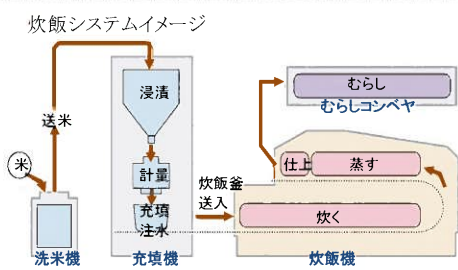 炊飯システムイメージ
送米
米
洗米機
浸漬
計量
充填
注水
充填機
炊飯釜
送入
むらし
むらしコンベヤ
仕上
蒸す
炊く
炊飯機